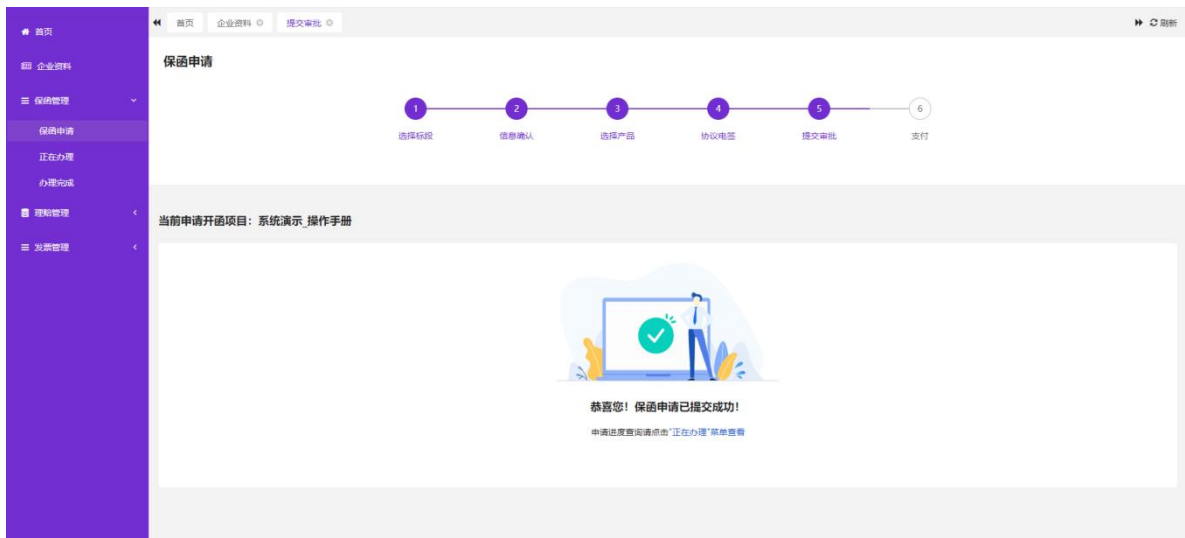 首页
企业资料
保函管理
保函申请
正在办理
办理完成
理赔管理
发票管理
首页 企业资料 提交审批 刷新
保函申请
1 2 3 4 5 6
选择标段 信息确认 选择产品 协议电签 提交审批 支付
当前申请开函项目：系统演示_操作手册
恭喜您！保函申请已提交成功！
申请进度查询请点击"正在办理"菜单查看